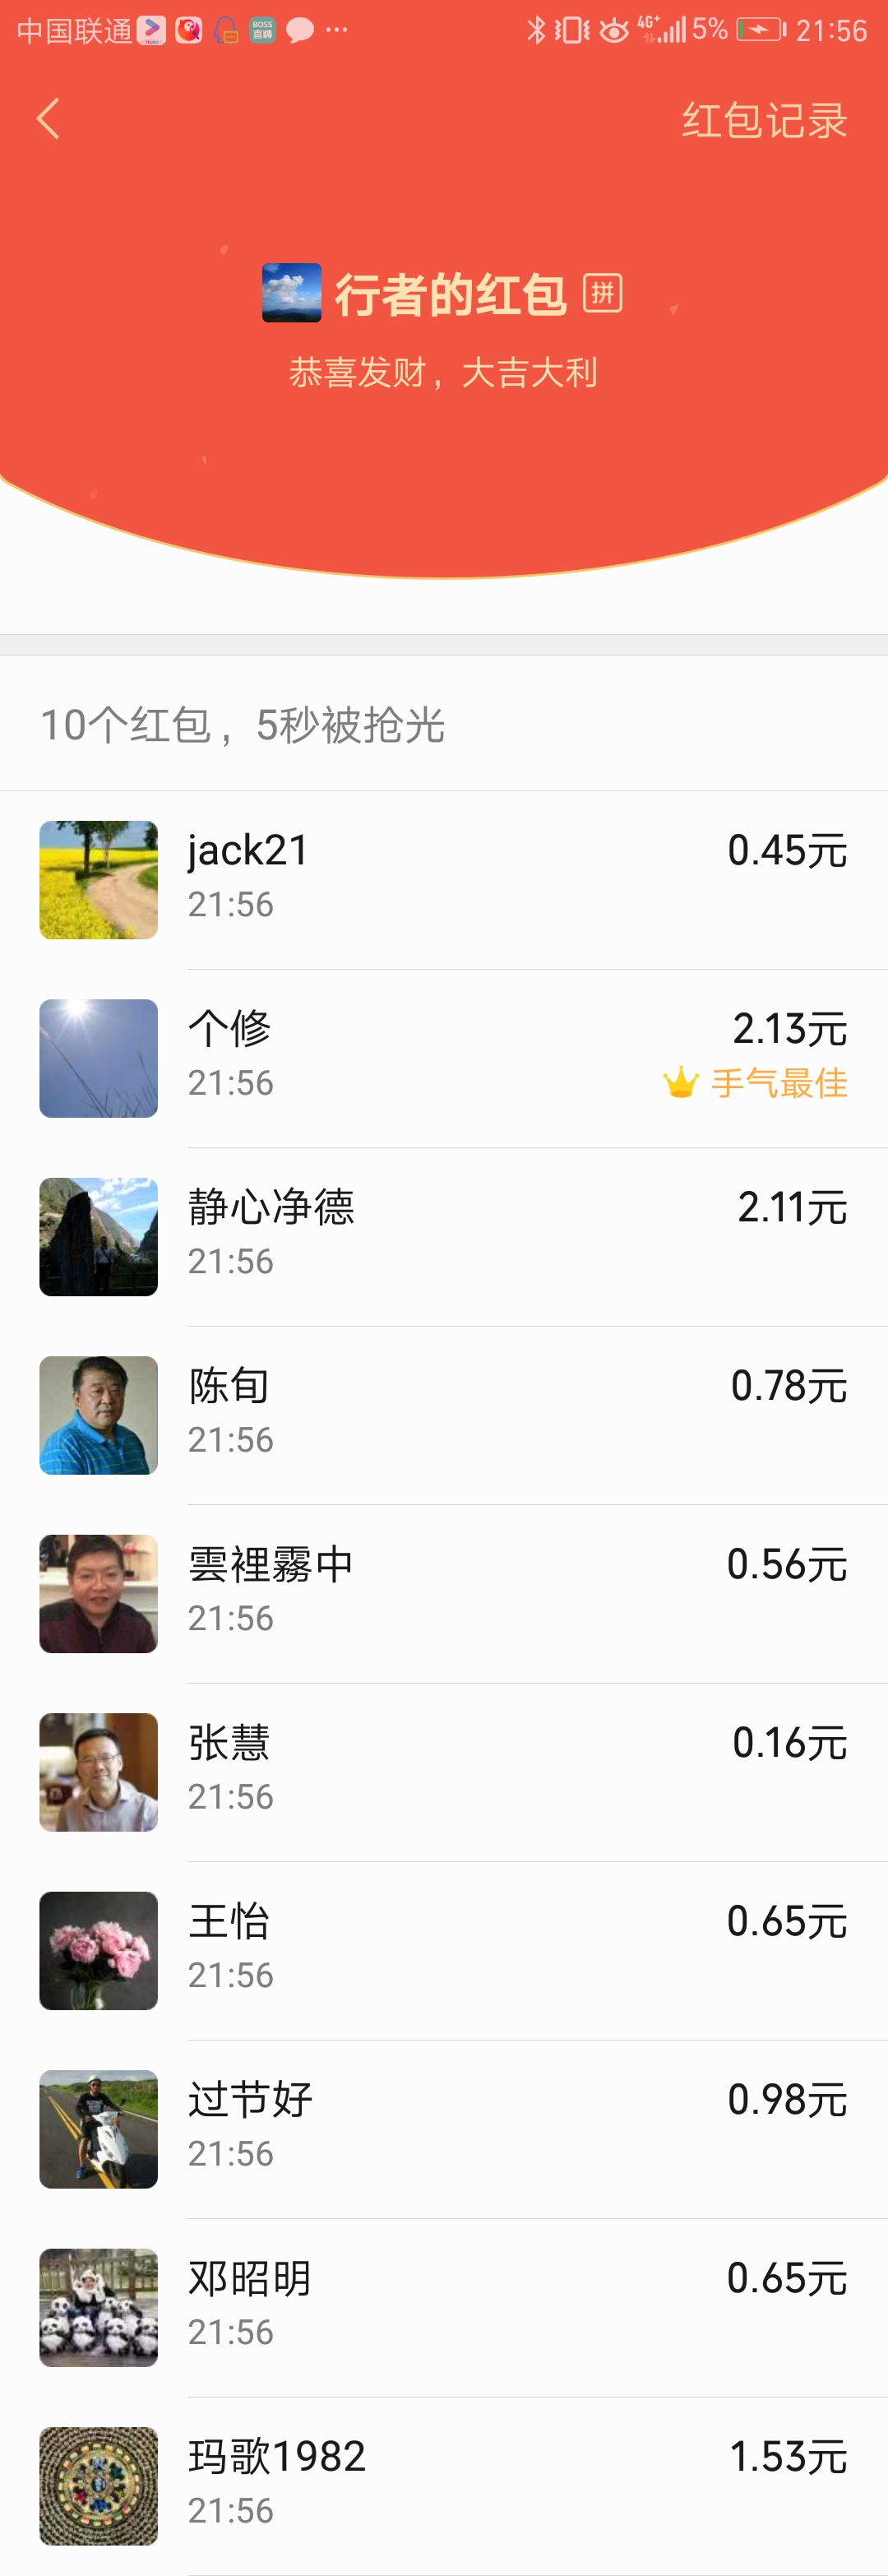 中国联通 BOSS直聘 ··· 4G+ 5% 21:56
红包记录
行者的红包 拼
恭喜发财，大吉大利
10个红包，5秒被抢光
jack21 0.45元
21:56
个修 2.13元
21:56 手气最佳
静心净德 2.11元
21:56
陈旬 0.78元
21:56
雲裡霧中 0.56元
21:56
张慧 0.16元
21:56
王怡 0.65元
21:56
过节好 0.98元
21:56
邓昭明 0.65元
21:56
玛歌1982 1.53元
21:56